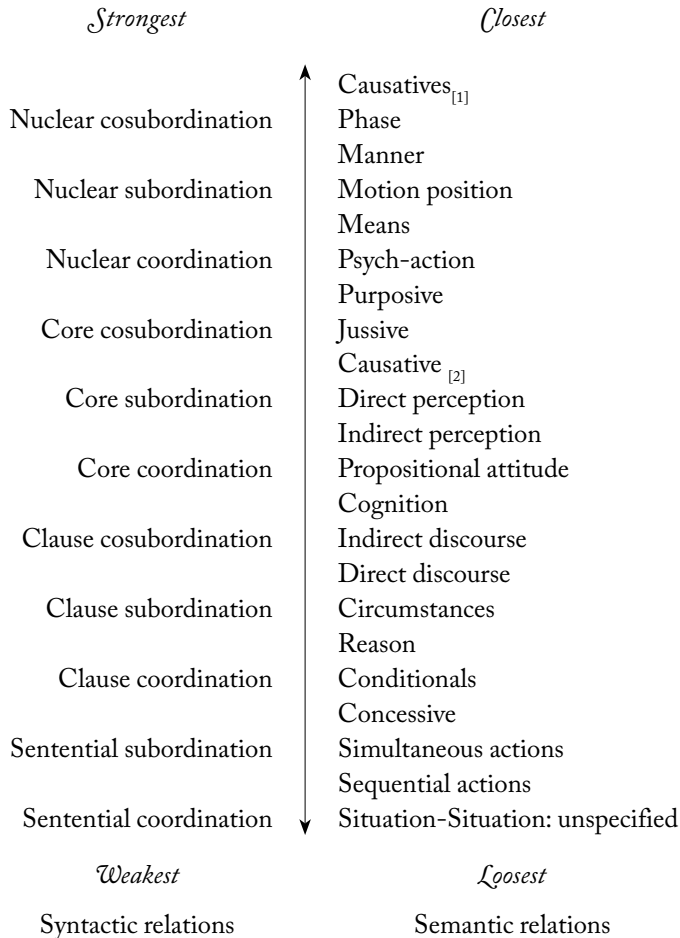 Strongest Closest
Causatives[1]
Nuclear cosubordination Phase
Manner
Nuclear subordination Motion position
Means
Nuclear coordination Psych-action
Purposive
Core cosubordination Jussive
Causative [2]
Core subordination Direct perception
Indirect perception
Core coordination Propositional attitude
Cognition
Clause cosubordination Indirect discourse
Direct discourse
Clause subordination Circumstances
Reason
Clause coordination Conditionals
Concessive
Sentential subordination Simultaneous actions
Sequential actions
Sentential coordination Situation-Situation: unspecified
Weakest Loosest
Syntactic relations Semantic relations